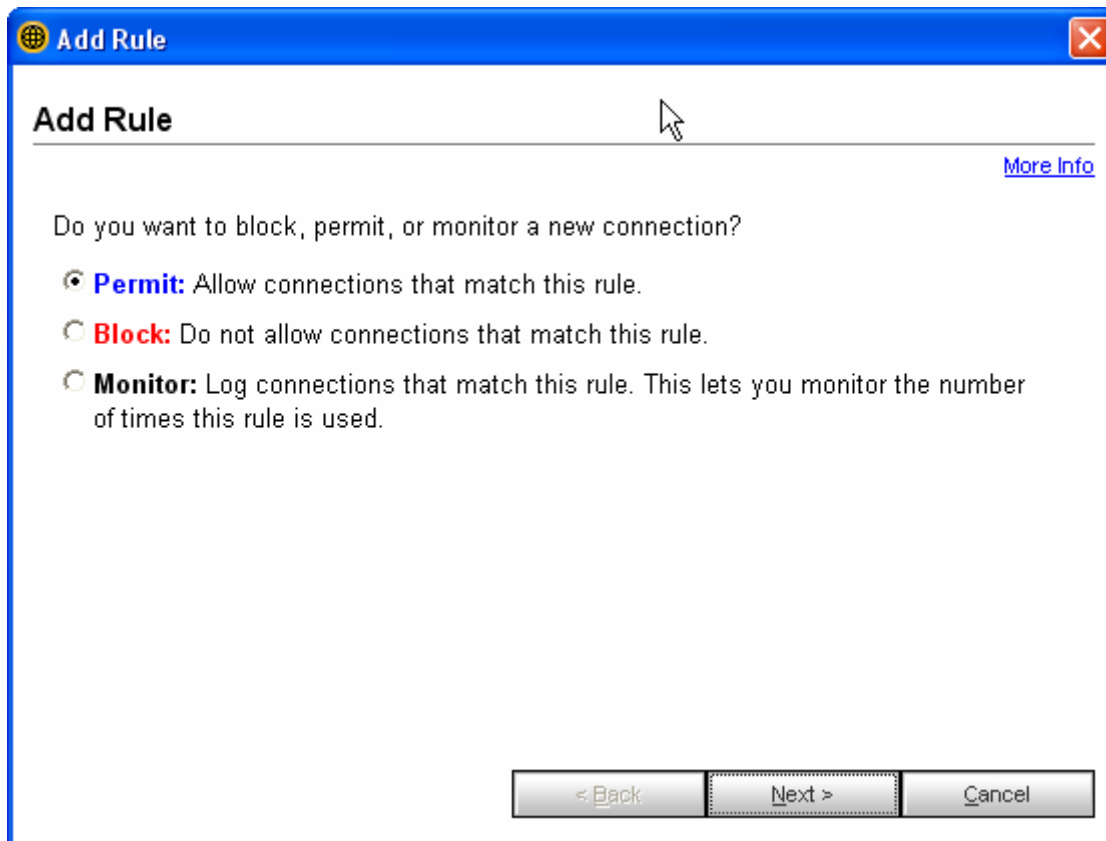 Add Rule
Add Rule
More Info
Do you want to block, permit, or monitor a new connection?
Permit: Allow connections that match this rule.
Block: Do not allow connections that match this rule.
Monitor: Log connections that match this rule. This lets you monitor the number
of times this rule is used.
< Back
Next >
Cancel